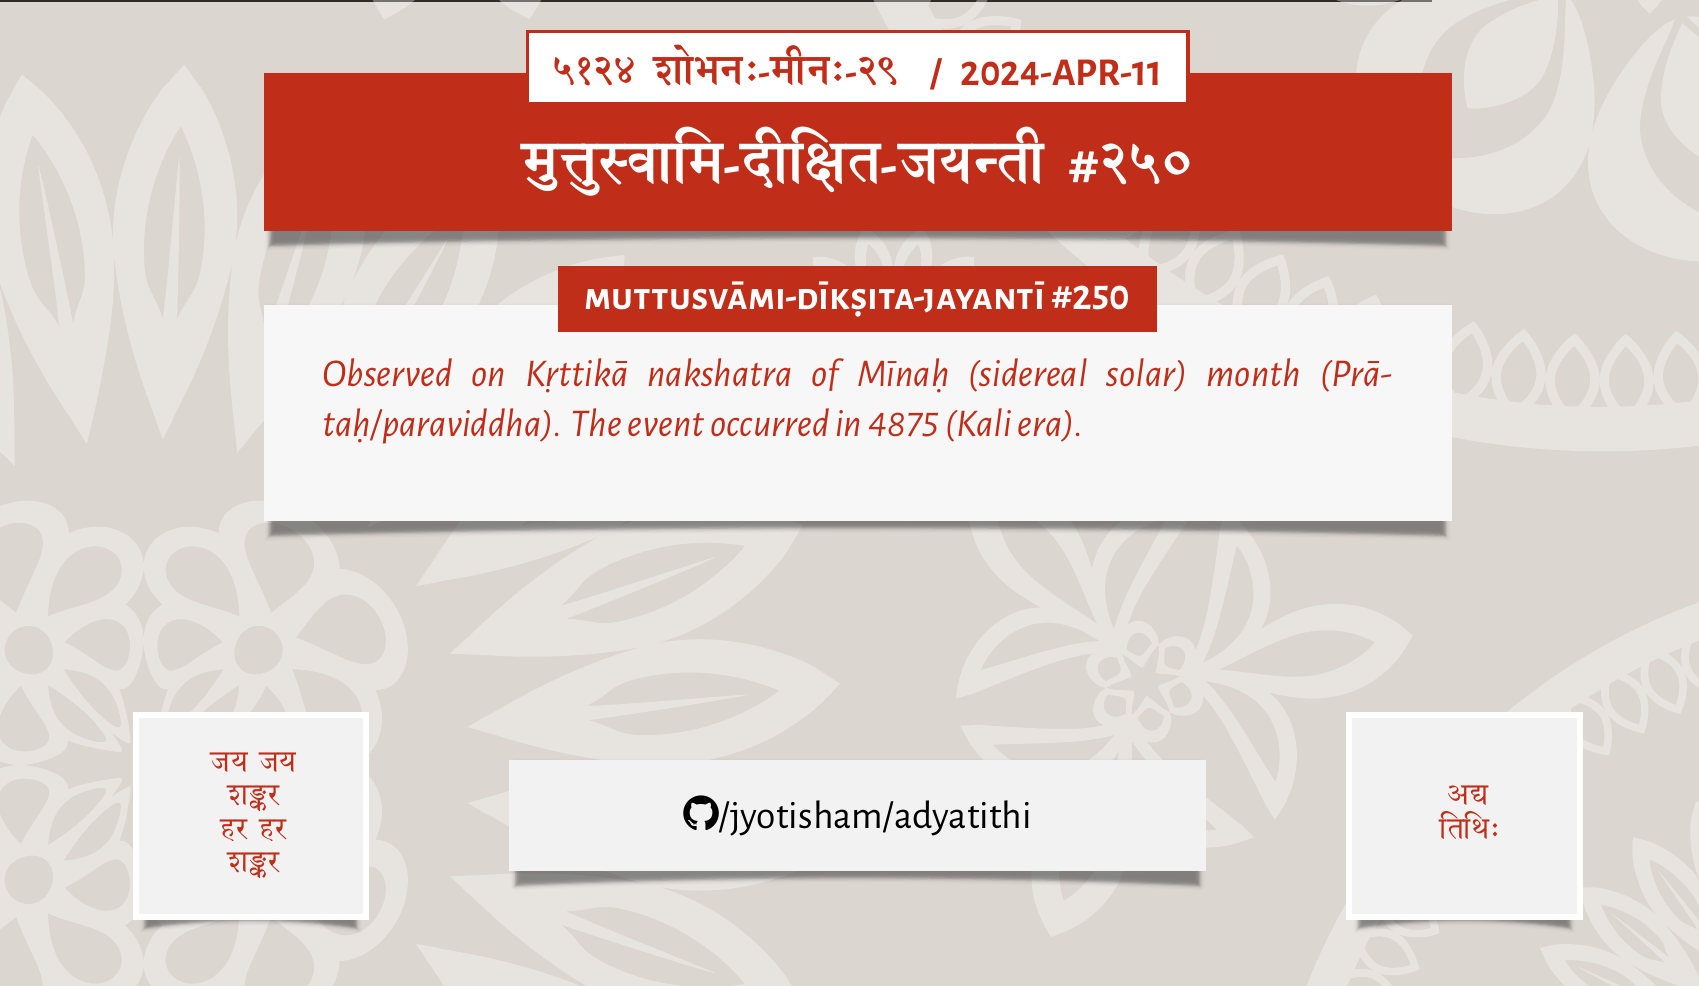 ५१२४ शोभनः-मीनः-२९ / 2024-APR-11
मुत्तुस्वामि-दीक्षित-जयन्ती #२५०
MUTTUSVĀMI-DĪKṢITA-JAYANTĪ #250
Observed on Kṛttikā nakshatra of Mīnaḥ (sidereal solar) month (Prā-
taḥ/paraviddha). The event occurred in 4875 (Kali era).
जय जय
शङ्कर
हर हर
शङ्कर
/jyotisham/adyatithi
अद्य
तिथिः